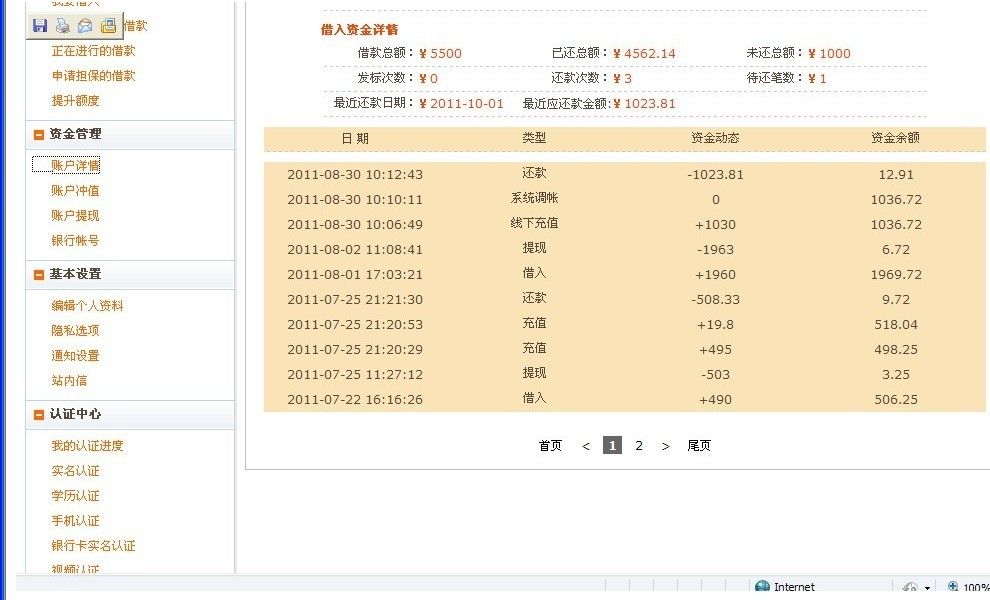 我要借入
借款
正在进行的借款
申请担保的借款
提升额度
资金管理
账户详情
账户冲值
账户提现
银行帐号
基本设置
编辑个人资料
隐私选项
通知设置
站内信
认证中心
我的认证进度
实名认证
学历认证
手机认证
银行卡实名认证
视频认证
借入资金详情
借款总额：¥ 5500 已还总额：¥ 4562.14 未还总额：¥ 1000
发标次数：¥ 0 还款次数：¥ 3 待还笔数：¥ 1
最近还款日期：¥ 2011-10-01 最近应还款金额:¥ 1023.81
日 期 类型 资金动态 资金余额
2011-08-30 10:12:43 还款 -1023.81 12.91
2011-08-30 10:10:11 系统调帐 0 1036.72
2011-08-30 10:06:49 线下充值 +1030 1036.72
2011-08-02 11:08:41 提现 -1963 6.72
2011-08-01 17:03:21 借入 +1960 1969.72
2011-07-25 21:21:30 还款 -508.33 9.72
2011-07-25 21:20:53 充值 +19.8 518.04
2011-07-25 21:20:29 充值 +495 498.25
2011-07-25 11:27:12 提现 -503 3.25
2011-07-22 16:16:26 借入 +490 506.25
首页 < 1 2 > 尾页
Internet 100%